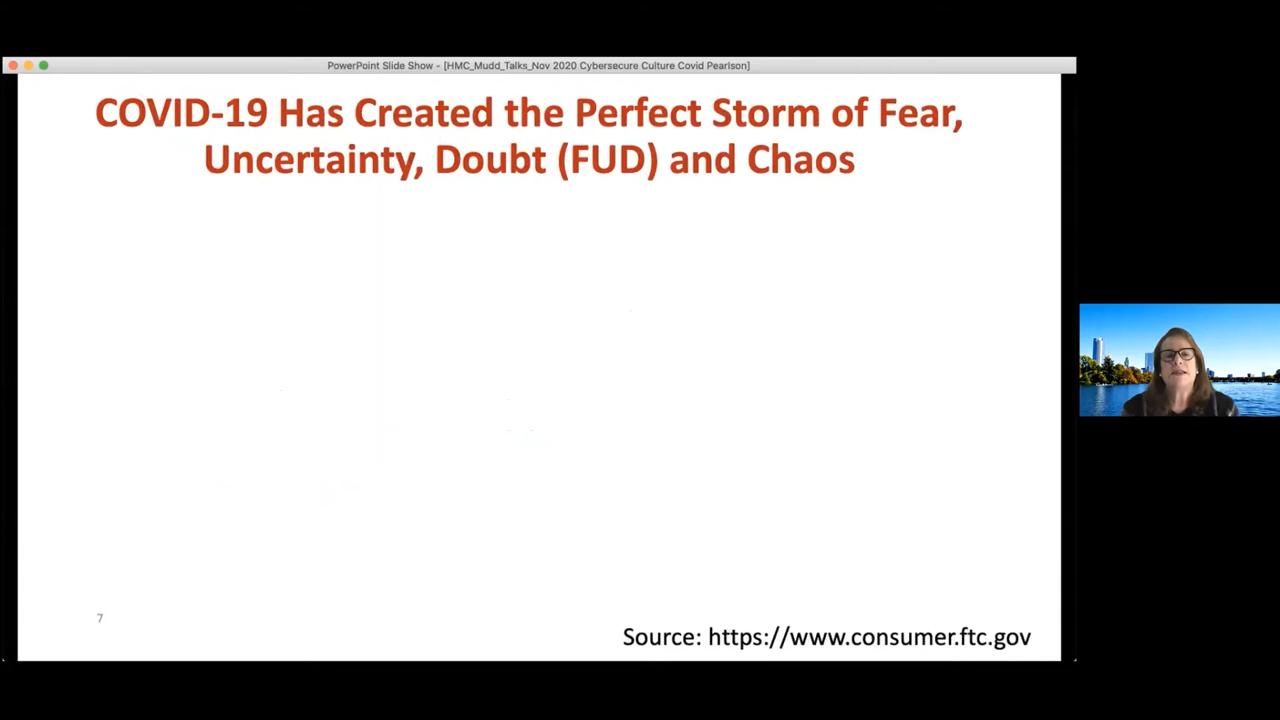 PowerPoint Slide Show - [HMC_Mudd_Talks_Nov 2020 Cybersecure Culture Covid Pearlson]
COVID-19 Has Created the Perfect Storm of Fear,
Uncertainty, Doubt (FUD) and Chaos
7
Source: https://www.consumer.ftc.gov